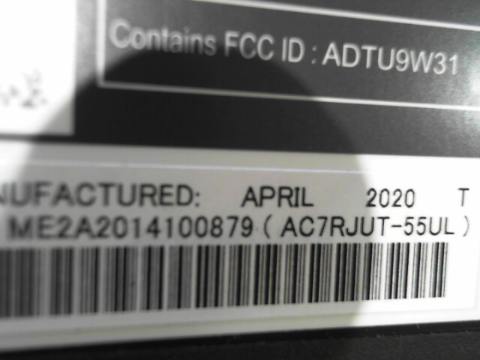 Contains FCC ID : ADTU9W31
NUFACTURED: APRIL 2020 T
ME2A2014100879 ( AC7RJUT-55UL )